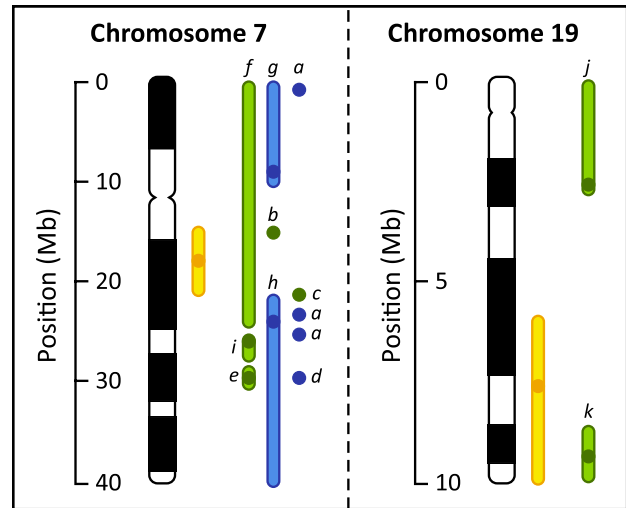 Chromosome 7
Chromosome 19
Position (Mb)
0
10
20
30
40
f
g
a
b
h
c
a
a
i
e
d
Position (Mb)
0
5
10
j
k